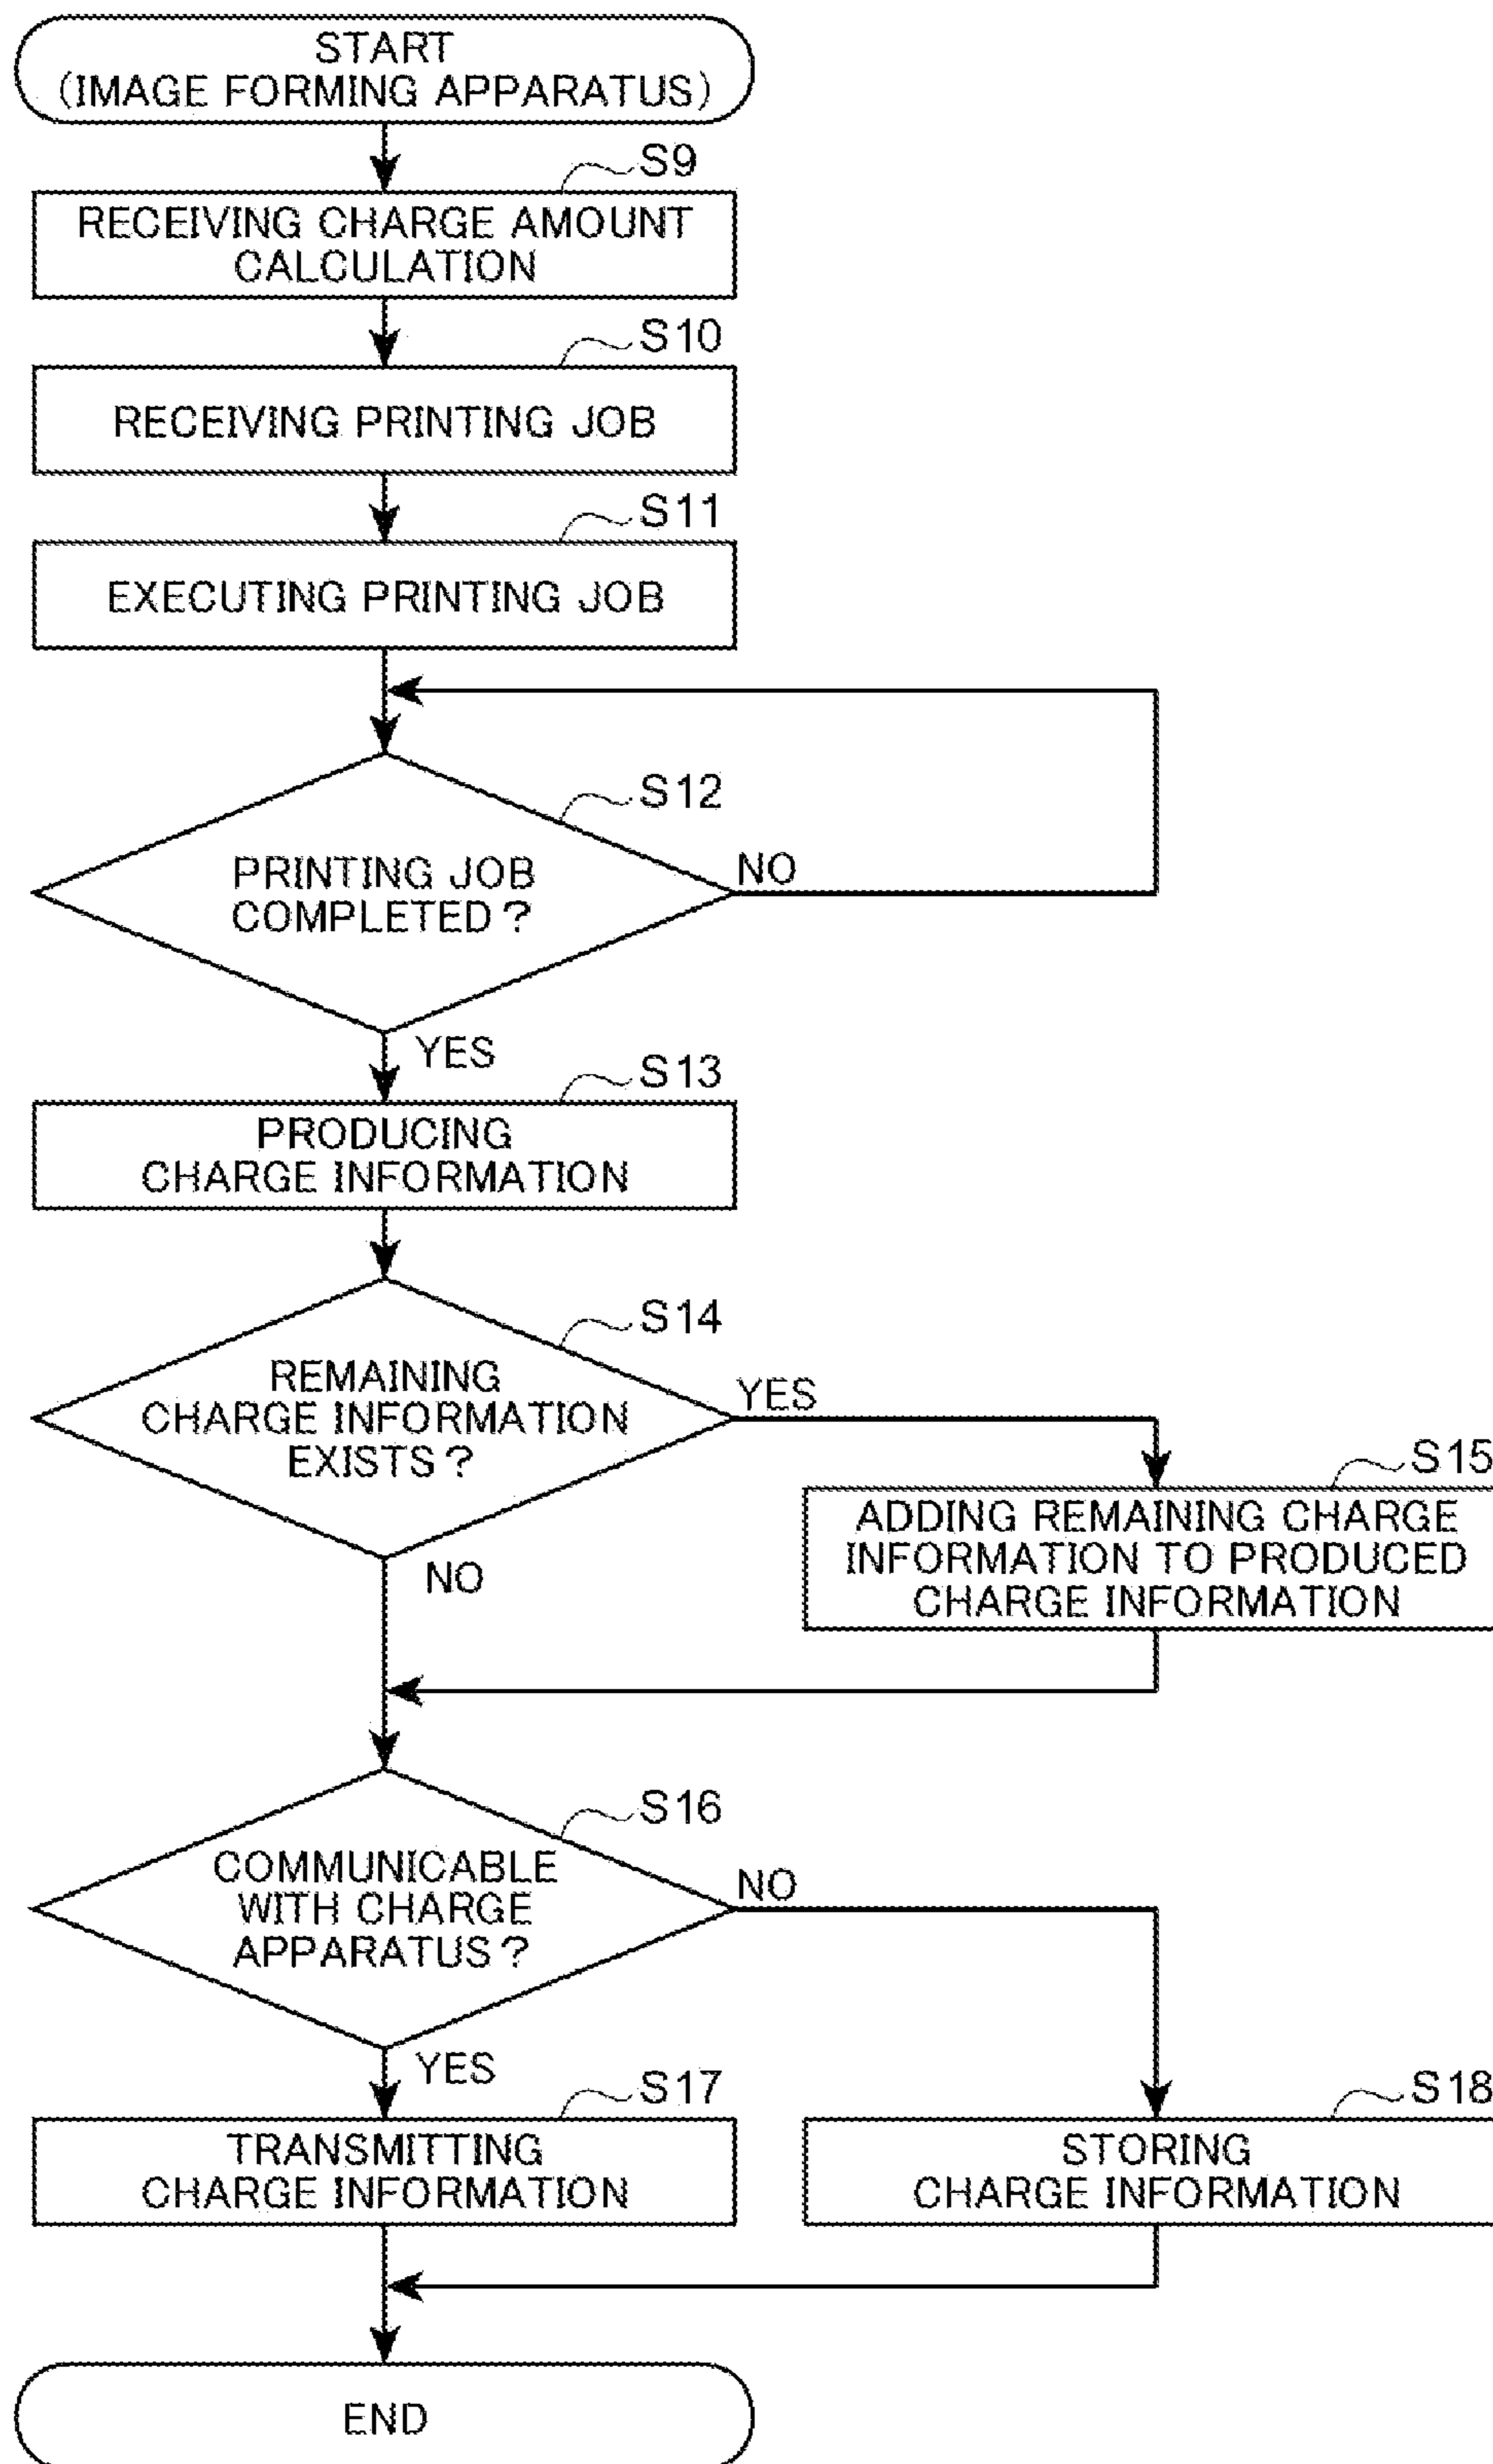 START
(IMAGE FORMING APPARATUS)
S9
RECEIVING CHARGE AMOUNT
CALCULATION
S10
RECEIVING PRINTING JOB
S11
EXECUTING PRINTING JOB
S12
PRINTING JOB
COMPLETED?
NO
YES
S13
PRODUCING
CHARGE INFORMATION
S14
REMAINING
CHARGE INFORMATION
EXISTS?
YES
NO
S15
ADDING REMAINING CHARGE
INFORMATION TO PRODUCED
CHARGE INFORMATION
S16
COMMUNICABLE
WITH CHARGE
APPARATUS?
NO
YES
S17
TRANSMITTING
CHARGE INFORMATION
S18
STORING
CHARGE INFORMATION
END